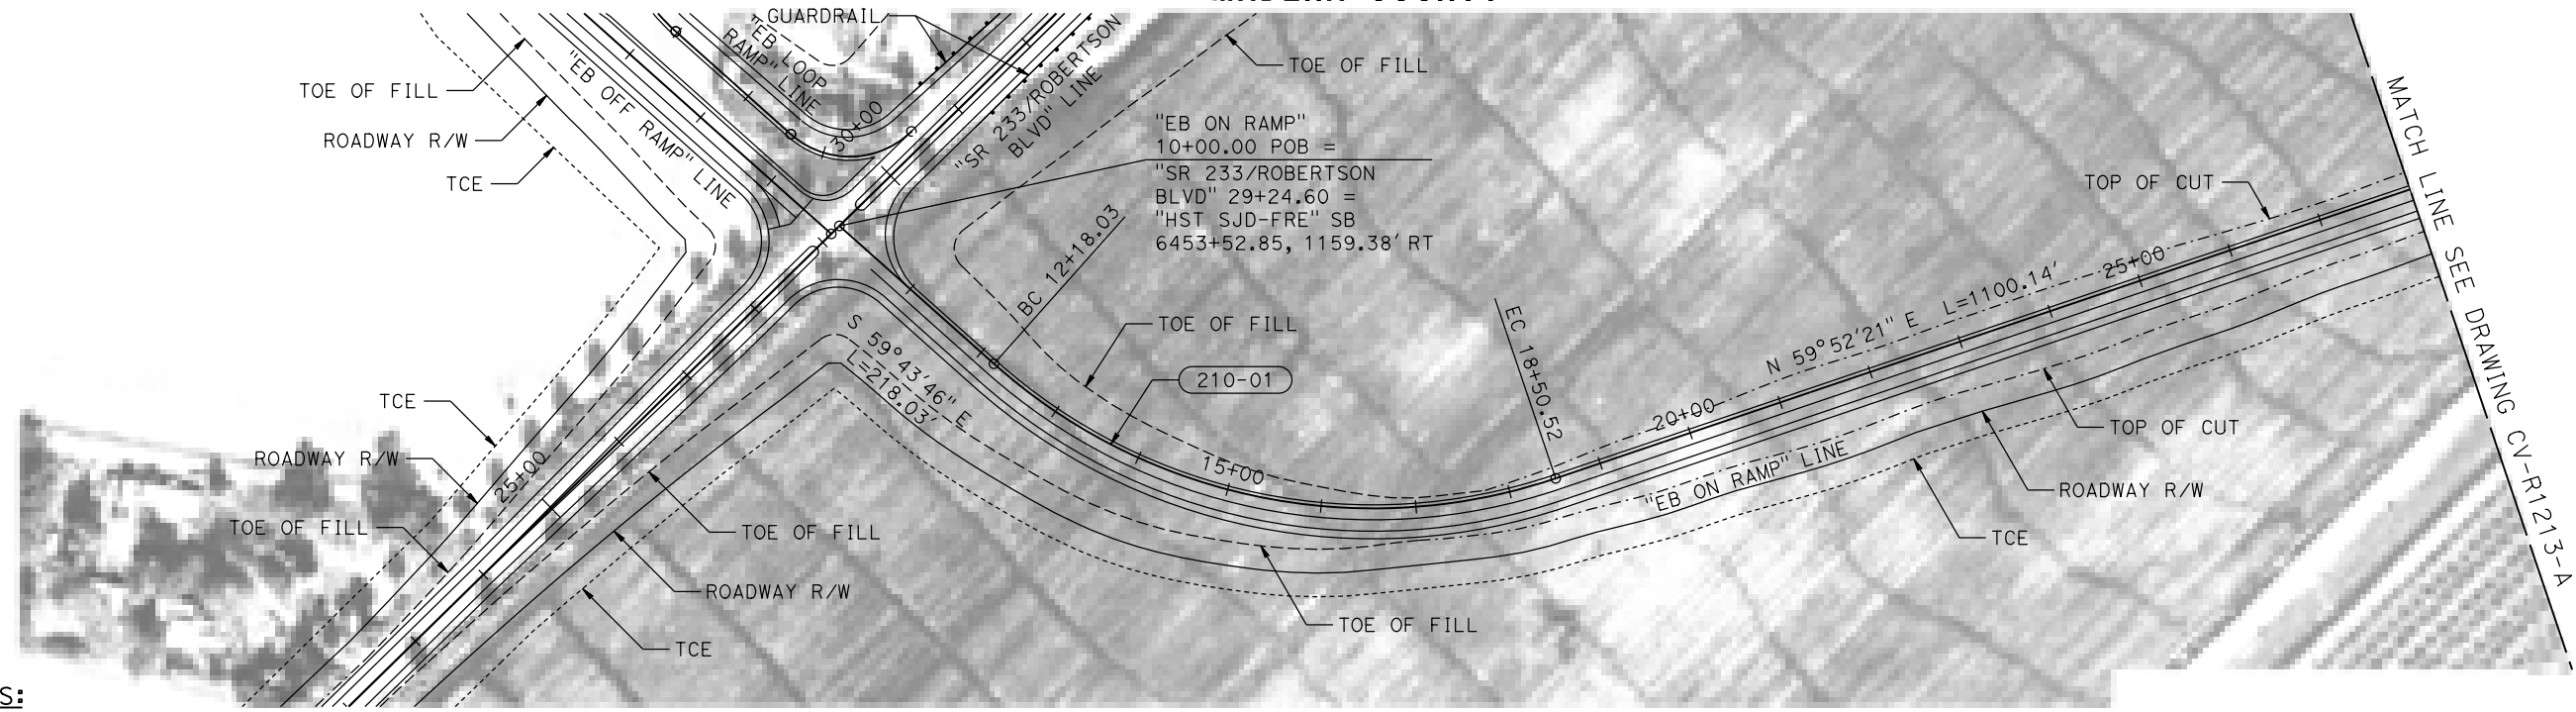 GUARDRAIL
"EB LOOP
RAMP" LINE
TOE OF FILL
"EB OFF RAMP" LINE
ROADWAY R/W
TCE
30+00
"SR 233/ROBERTSON
BLVD" LINE
TOE OF FILL
"EB ON RAMP"
10+00.00 POB =
"SR 233/ROBERTSON
BLVD" 29+24.60 =
"HST SJD-FRE" SB
6453+52.85, 1159.38' RT
BC 12+18.03
TOE OF FILL
210-01
S 59°43'46" E
L=218.03'
15+00
EC 18+50.52
20+00
N 59°52'21" E L=1100.14'
25+00
TOP OF CUT
MATCH LINE SEE DRAWING CV-R1213-A
TOP OF CUT
ROADWAY R/W
"EB ON RAMP" LINE
TCE
TCE
ROADWAY R/W
25+00
TOE OF FILL
TOE OF FILL
ROADWAY R/W
TCE
TOE OF FILL
S: